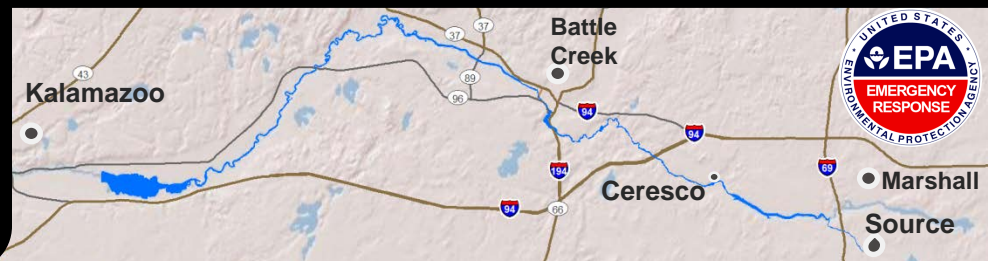 Kalamazoo
43
37
37
89
96
Battle
Creek
94
94
194
94
66
69
Ceresco
Marshall
Source
UNITED STATES
EPA
EMERGENCY
RESPONSE
ENVIRONMENTAL PROTECTION AGENCY